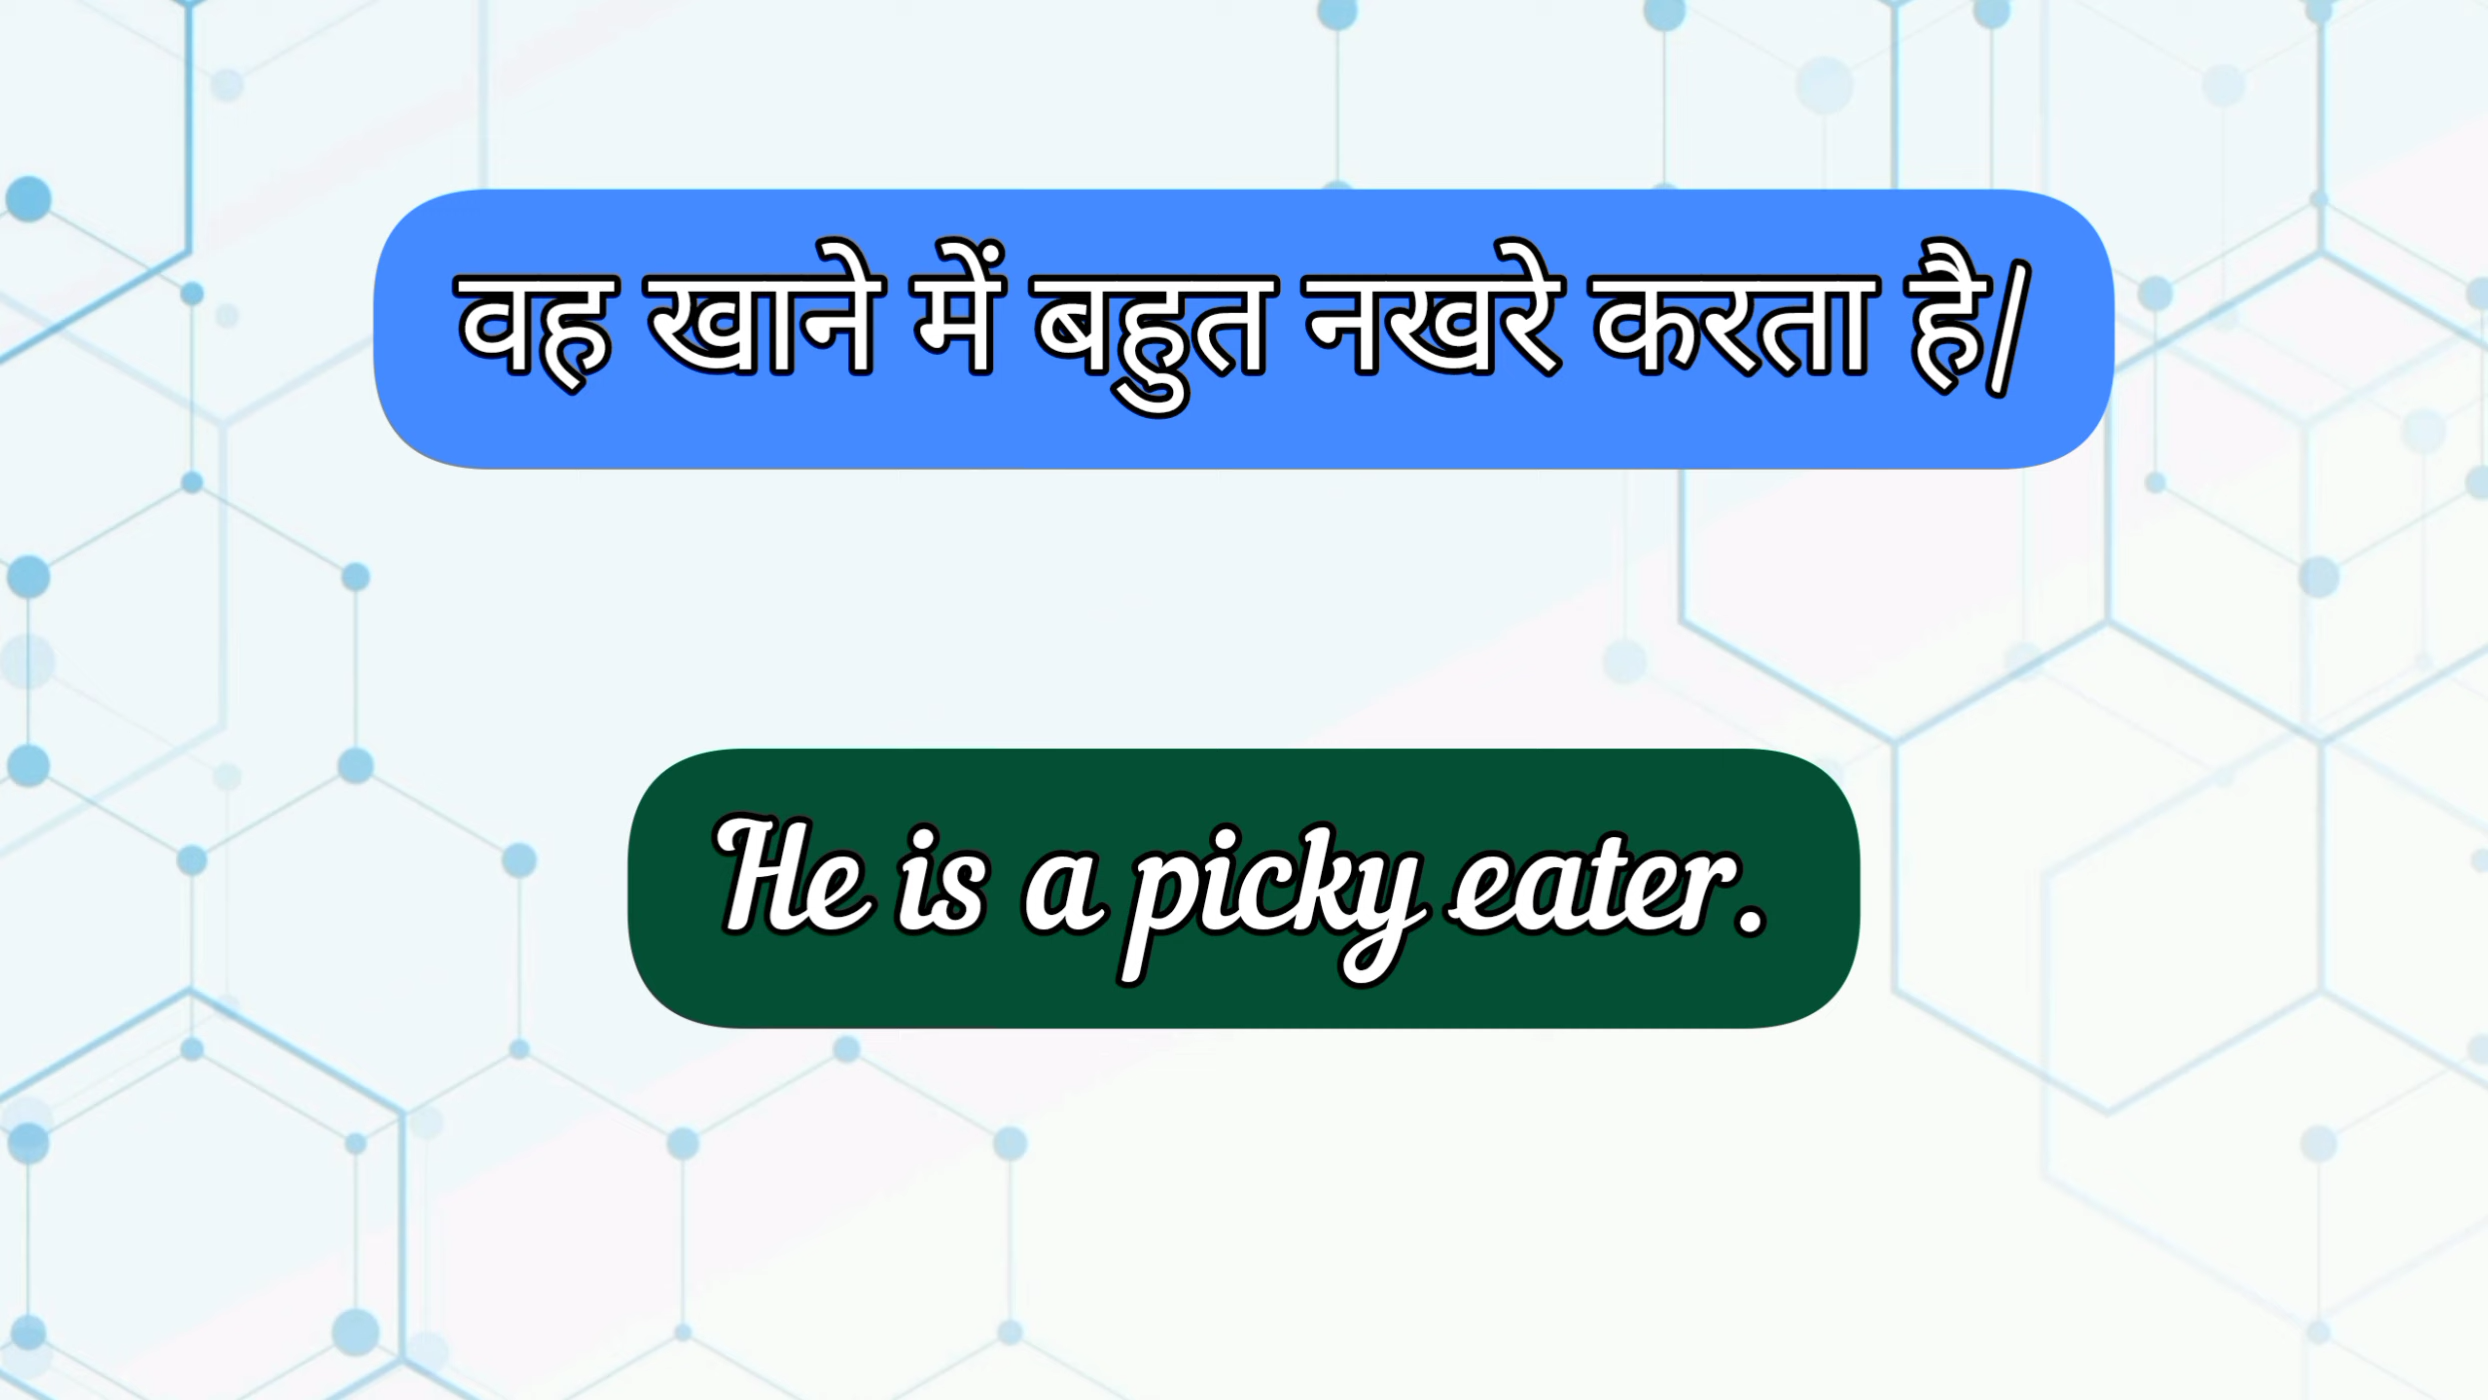 वह खाने में बहुत नखरे करता है|
He is a picky eater.